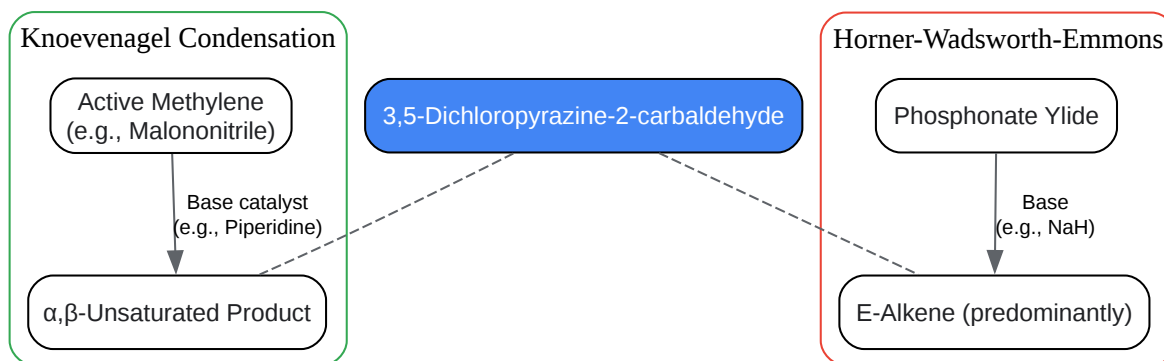 Knoevenagel Condensation
Active Methylene
(e.g., Malononitrile)
Base catalyst
(e.g., Piperidine)
α,β-Unsaturated Product
3,5-Dichloropyrazine-2-carbaldehyde
Horner-Wadsworth-Emmons
Phosphonate Ylide
Base
(e.g., NaH)
E-Alkene (predominantly)